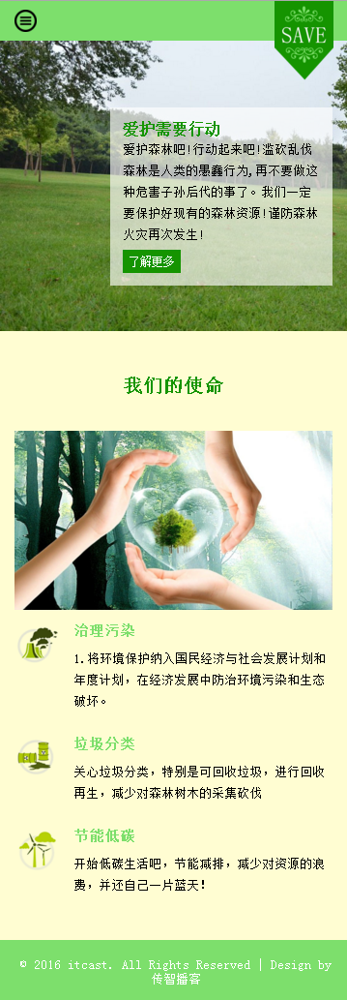 SAVE
爱护需要行动
爱护森林吧!行动起来吧!滥砍乱伐
森林是人类的愚蠢行为,再不要做这
种危害子孙后代的事了。我们一定
要保护好现有的森林资源!谨防森林
火灾再次发生!
了解更多
我们的使命
治理污染
1.将环境保护纳入国民经济与社会发展计划和
年度计划，在经济发展中防治环境污染和生态
破坏。
垃圾分类
关心垃圾分类，特别是可回收垃圾，进行回收
再生，减少对森林树木的采集砍伐
节能低碳
开始低碳生活吧，节能减排，减少对资源的浪
费，并还自己一片蓝天！
© 2016 itcast. All Rights Reserved | Design by
传智播客